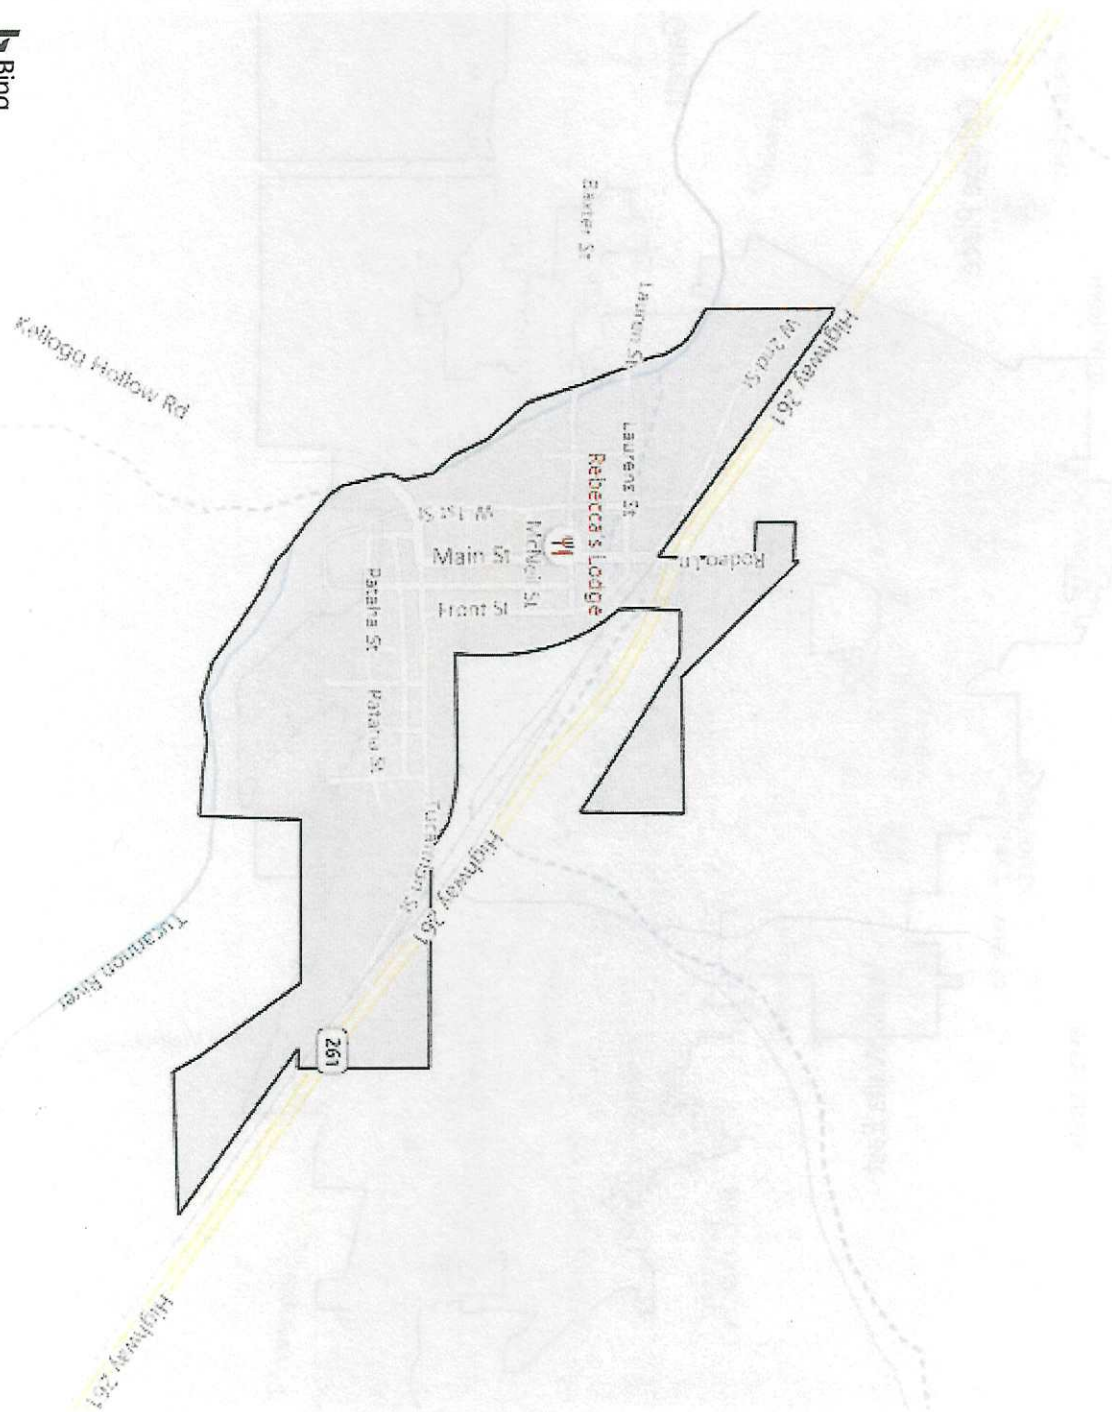 Bing
Baxter St
Lauren St
W 2nd St
Highway 261
Kellogg Hollow Rd
Laurens St
Rebecca's Lodge
W 1st St
McNeil St
Main St
Rodeo Ln
Front St
Pataha St
Pataha St
Tucannon St
Highway 261
Tucannon River
261
Highway 261